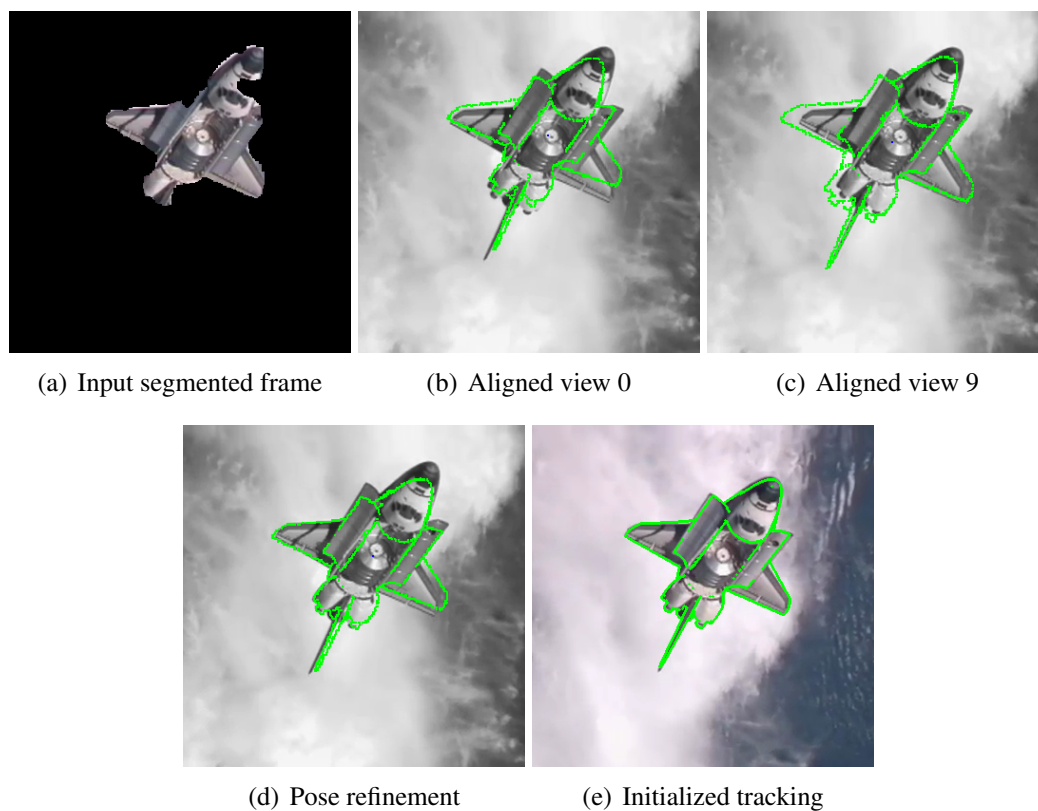 (a) Input segmented frame
(b) Aligned view 0
(c) Aligned view 9
(d) Pose refinement
(e) Initialized tracking